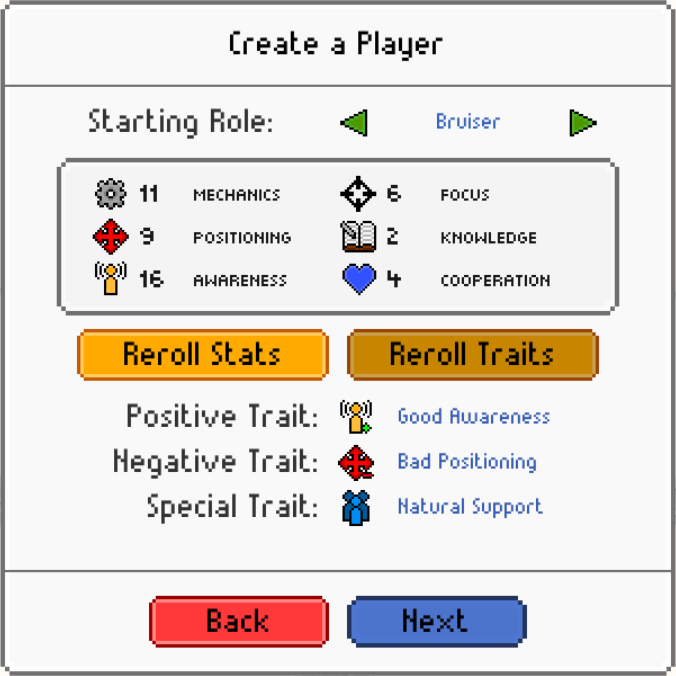 Create a Player
Starting Role: Bruiser
11 MECHANICS 6 FOCUS
9 POSITIONING 2 KNOWLEDGE
16 AWARENESS 4 COOPERATION
Reroll Stats Reroll Traits
Positive Trait: Good Awareness
Negative Trait: Bad Positioning
Special Trait: Natural Support
Back Next